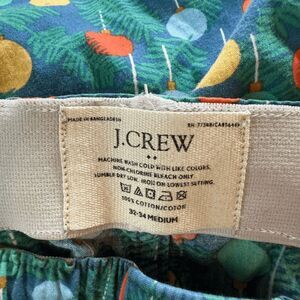 MADE IN BANGLADESH
J.CREW
MACHINE WASH COLD WITH LIKE COLORS.
NON-CHLORINE BLEACH ONLY
TUMBLE DRY LOW. IRON ON LOWEST SETTING.
100% COTTON/COTON
32-34 MEDIUM